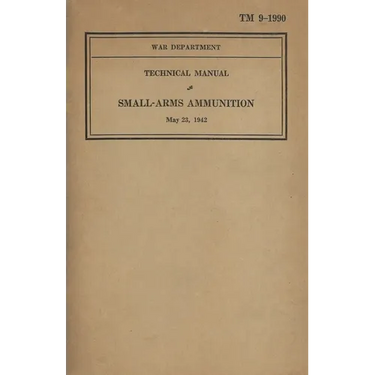 TM 9-1990
WAR DEPARTMENT
TECHNICAL MANUAL
SMALL-ARMS AMMUNITION
May 23, 1942